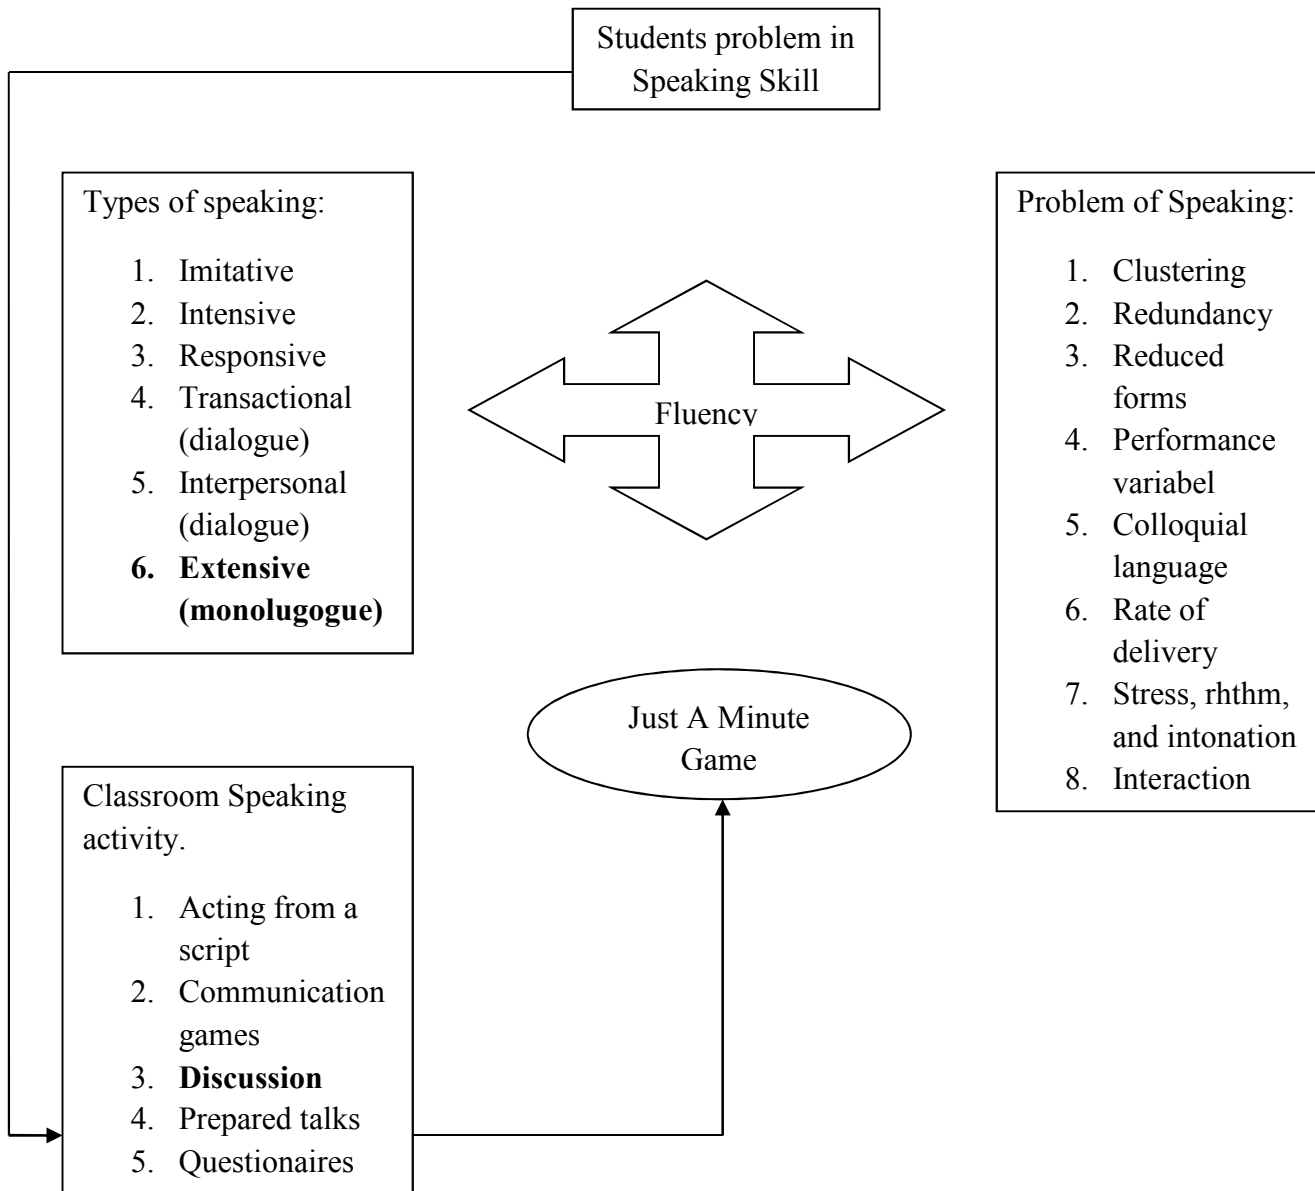 Students problem in
Speaking Skill
Types of speaking:
1. Imitative
2. Intensive
3. Responsive
4. Transactional
(dialogue)
5. Interpersonal
(dialogue)
6. Extensive
(monolugogue)
Fluency
Problem of Speaking:
1. Clustering
2. Redundancy
3. Reduced
forms
4. Performance
variabel
5. Colloquial
language
6. Rate of
delivery
7. Stress, rhthm,
and intonation
8. Interaction
Just A Minute
Game
Classroom Speaking
activity.
1. Acting from a
script
2. Communication
games
3. Discussion
4. Prepared talks
5. Questionaires